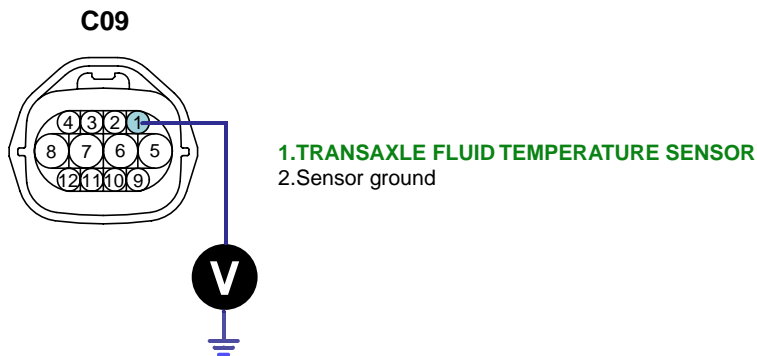 C09
4 3 2 1
8 7 6 5
12 11 10 9
1.TRANSAXLE FLUID TEMPERATURE SENSOR
2.Sensor ground
V